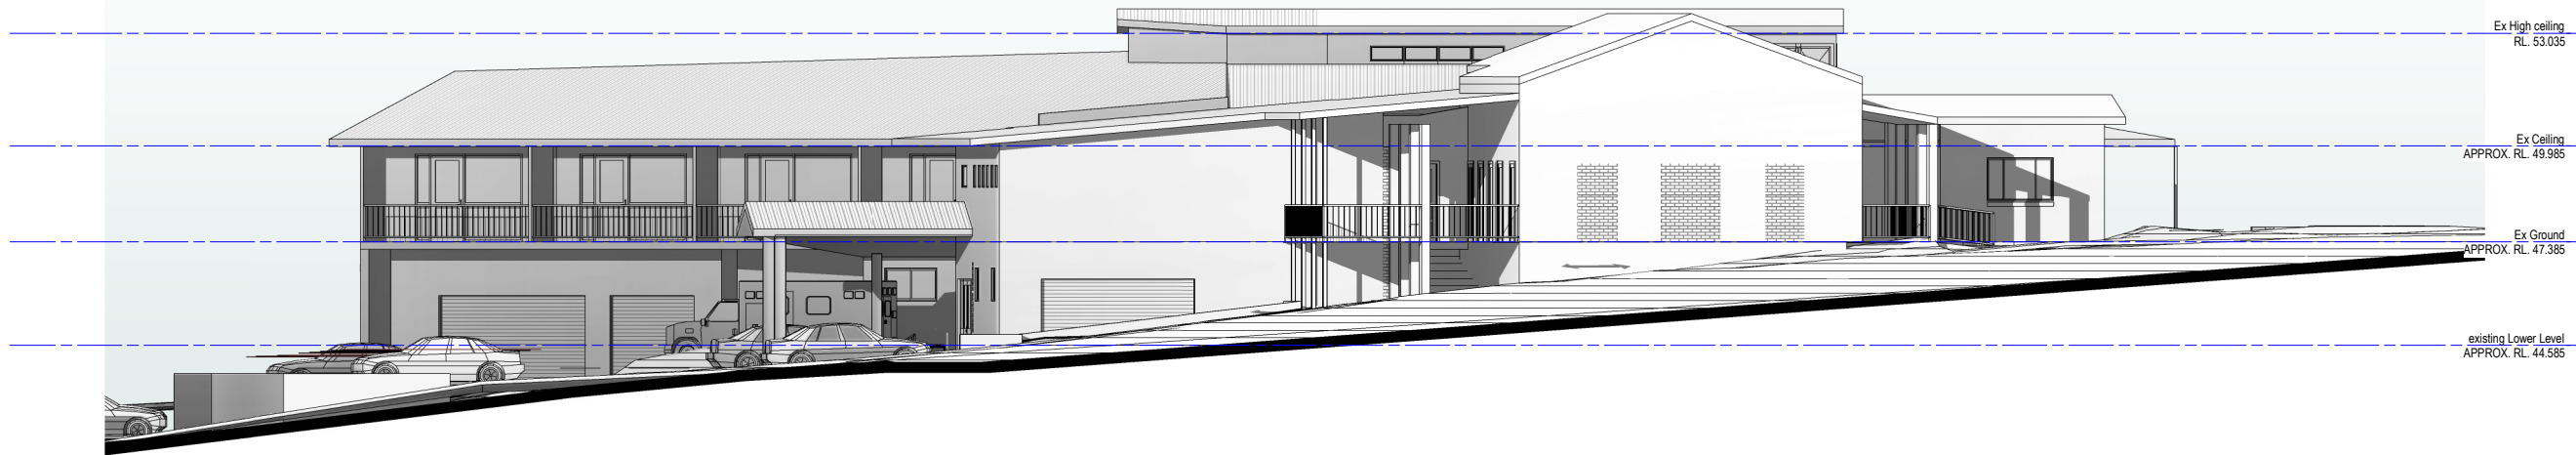 Ex High ceiling
RL. 53.035
Ex Ceiling
APPROX. RL. 49.985
Ex Ground
APPROX. RL. 47.385
existing Lower Level
APPROX. RL. 44.585